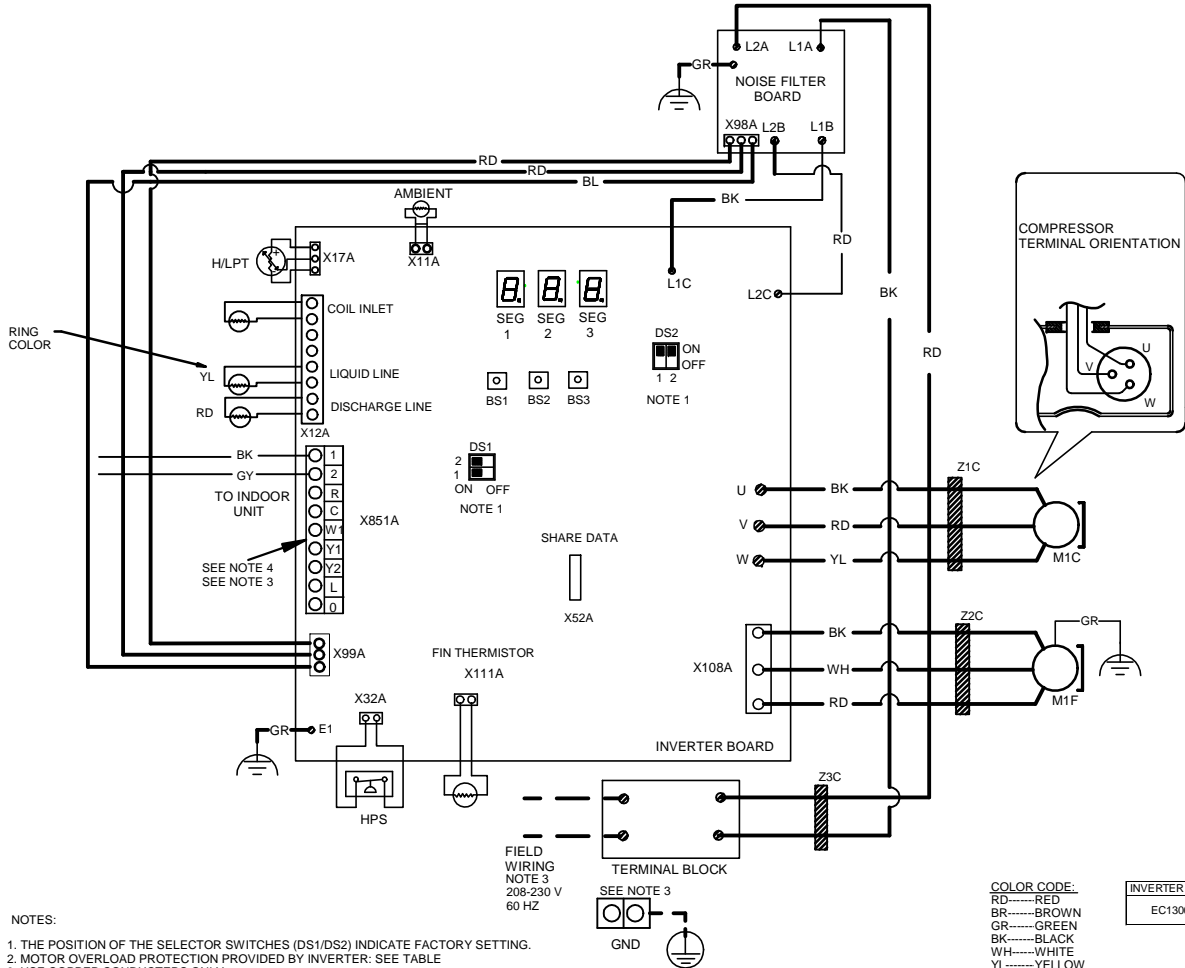 L2A L1A
GR
NOISE FILTER
BOARD
X98A L2B L1B
RD
RD
BL
BK
RD
AMBIENT
X11A
H/LPT
X17A
COIL INLET
L1C
L2C
SEG
1
SEG
2
SEG
3
DS2
ON
OFF
1 2
NOTE 1
BK
RD
COMPRESSOR
TERMINAL ORIENTATION
U
V
W
RING
COLOR
YL
LIQUID LINE
RD
DISCHARGE LINE
X12A
BS1 BS2 BS3
DS1
2
1
ON OFF
NOTE 1
BK
GY
TO INDOOR
UNIT
1
2
R
C
W1
Y1
Y2
L
0
X851A
SEE NOTE 4
SEE NOTE 3
SHARE DATA
X52A
U BK
V RD
W YL
Z1C
M1C
X99A
FIN THERMISTOR
X111A
X32A
X108A
BK
WH
RD
Z2C
GR
M1F
GR E1
INVERTER BOARD
HPS
Z3C
TERMINAL BLOCK
FIELD
WIRING
NOTE 3
208-230 V
60 HZ
SEE NOTE 3
GND
COLOR CODE:
RD-------RED
BR-------BROWN
GR-------GREEN
BK-------BLACK
WH------WHITE
YL-------YELLOW
INVERTER
NOTES:
1. THE POSITION OF THE SELECTOR SWITCHES (DS1/DS2) INDICATE FACTORY SETTING.
2. MOTOR OVERLOAD PROTECTION PROVIDED BY INVERTER: SEE TABLE